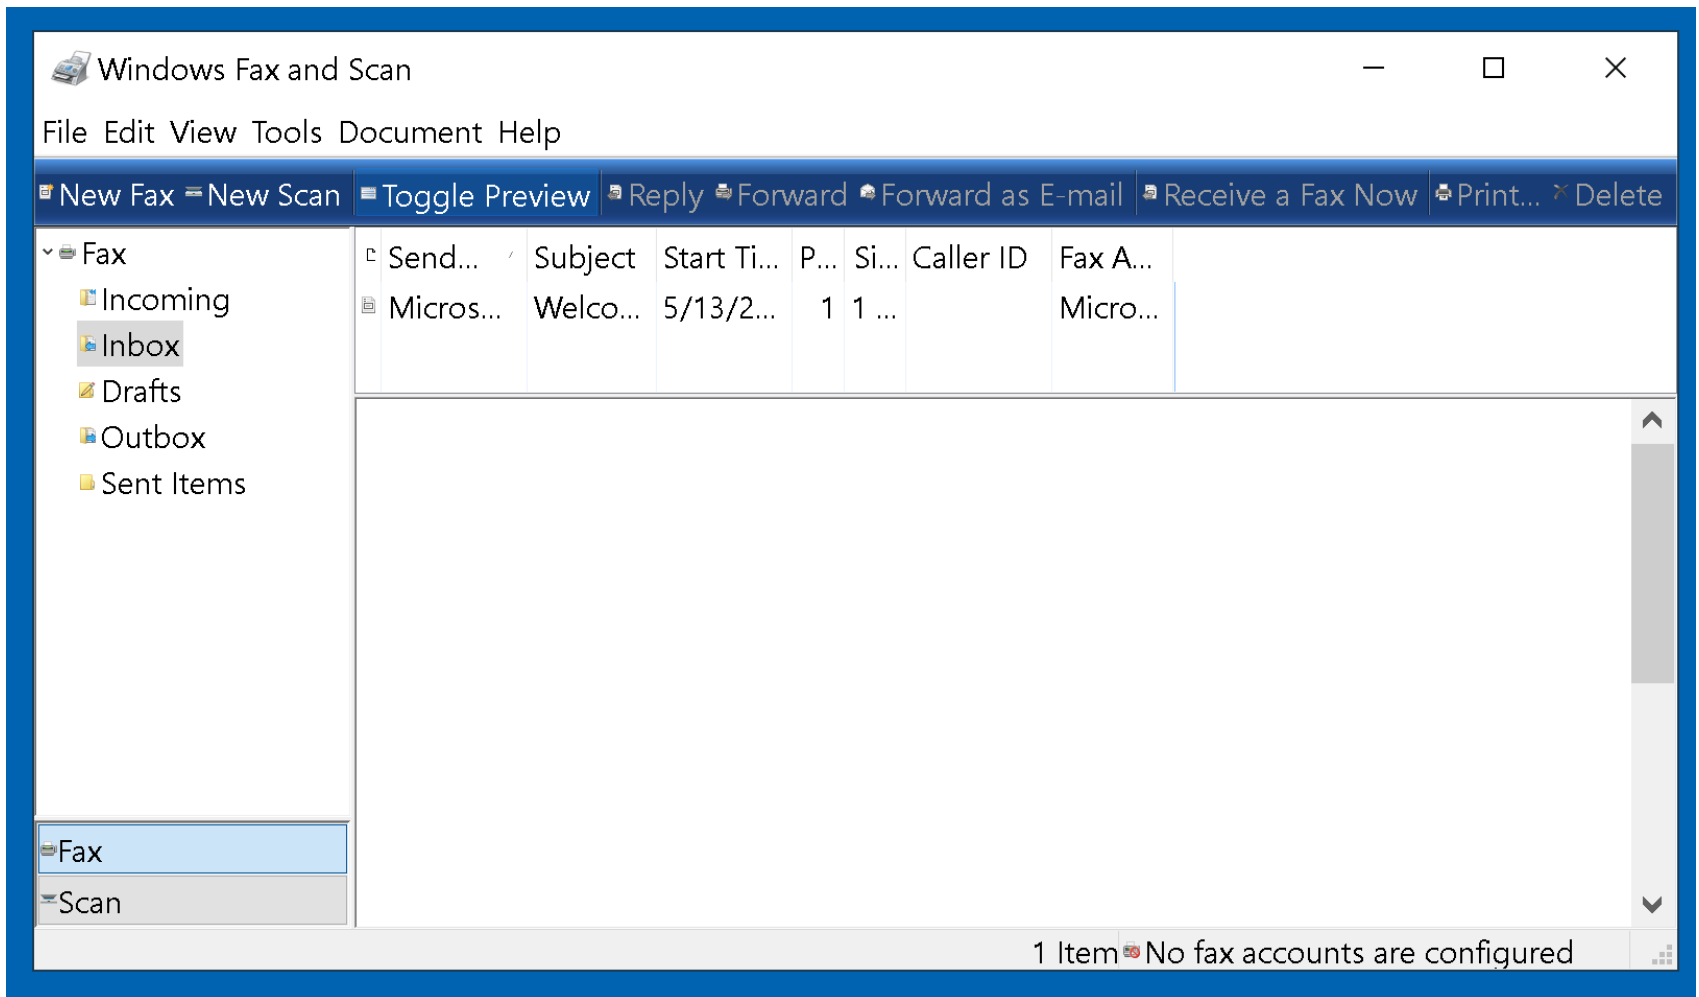 Windows Fax and Scan
File Edit View Tools Document Help
New Fax New Scan Toggle Preview Reply Forward Forward as E-mail Receive a Fax Now Print... Delete
Fax
Incoming
Inbox
Drafts
Outbox
Sent Items
Send... Subject Start Ti... P... Si... Caller ID Fax A...
Micros... Welco... 5/13/2... 1 1 ... Micro...
Fax
Scan
1 Item No fax accounts are configured